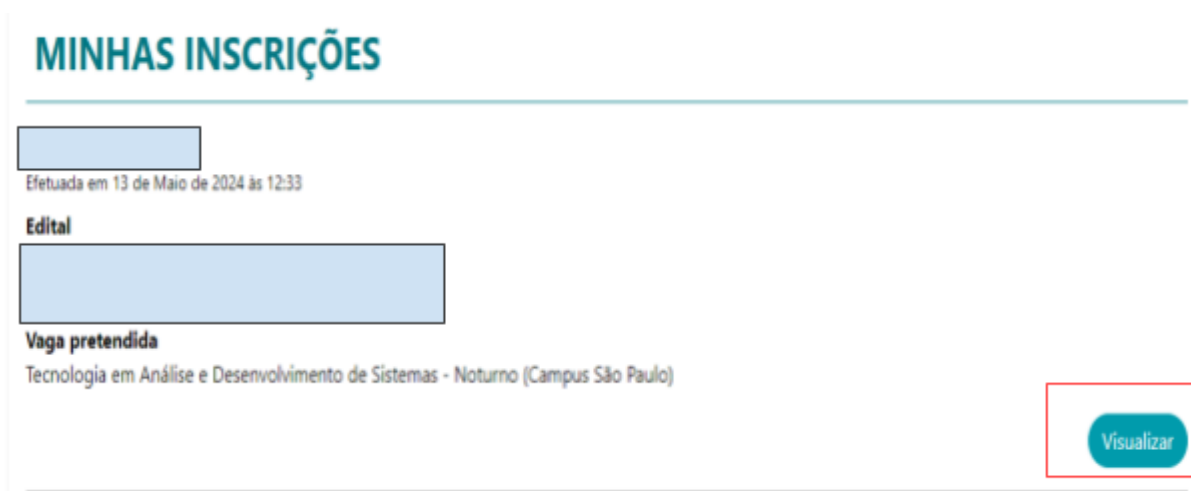 MINHAS INSCRIÇÕES
Efetuada em 13 de Maio de 2024 às 12:33
Edital
Vaga pretendida
Tecnologia em Análise e Desenvolvimento de Sistemas - Noturno (Campus São Paulo)
Visualizar